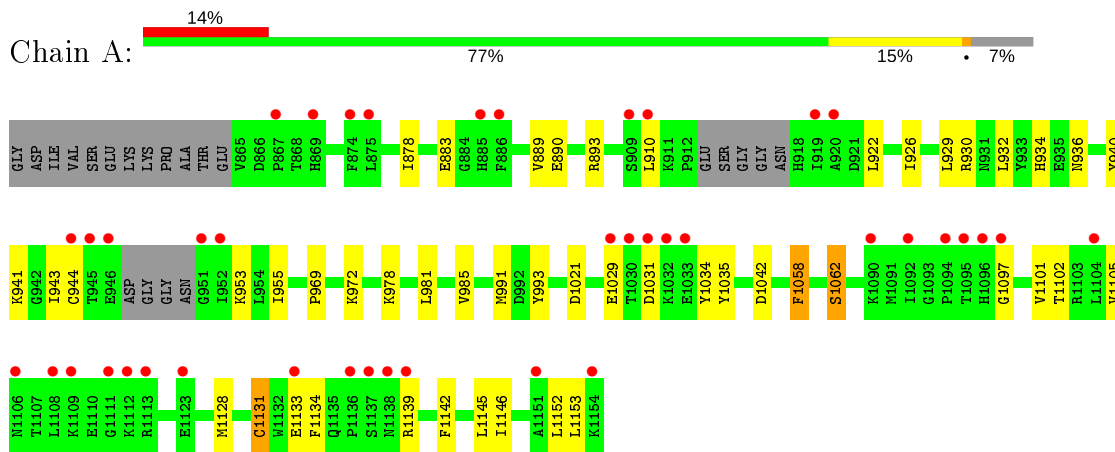 14%
Chain A:
77% 15% • 7%
GLY ASP ILE VAL SER GLU LYS LYS PRO ALA THR GLU V865 D866 P867 T868 H869 F874 L875 I878 E883 G884 H885 F886 V889 E890 R893 S909 L910 K911 P912 GLU SER GLY GLY ASN H918 I919 A920 D921 L922 I926 L929 R930 N931 L932 Y933 H934 E935 N936 Y940
K941 G942 I943 C944 T945 E946 ASP GLY GLY ASN G951 I952 K953 L954 I955 P969 K972 K978 L981 V985 M991 D992 Y993 D1021 E1029 T1030 D1031 K1032 E1033 Y1034 Y1035 D1042 F1058 S1062 K1090 M1091 I1092 G1093 P1094 T1095 H1096 G1097 V1101 T1102 R1103 L1104 V1105
N1106 T1107 L1108 K1109 E1110 G1111 K1112 R1113 E1123 M1128 C1131 W1132 E1133 F1134 Q1135 P1136 S1137 N1138 R1139 F1142 L1145 I1146 A1151 L1152 L1153 K1154